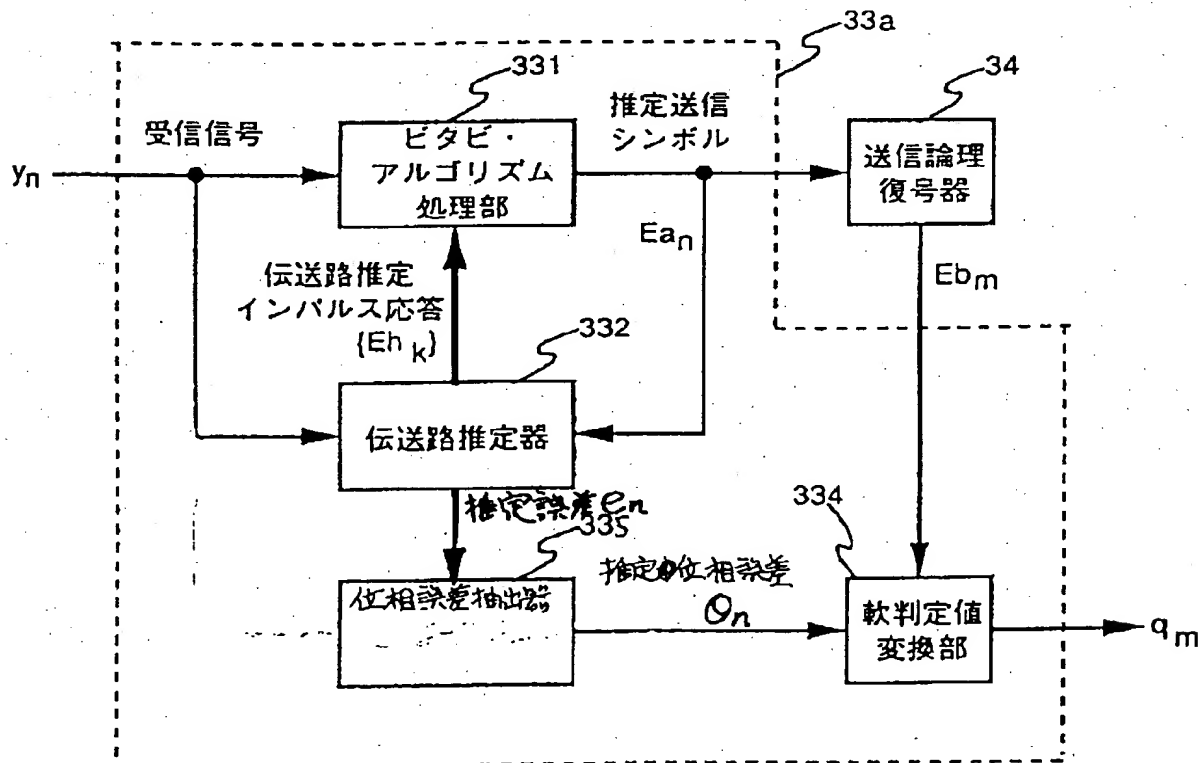 33a
331
34
受信信号
ビタビ・
アルゴリズム
処理部
推定送信
シンボル
送信論理
復号器
yn
Ean
Ebm
伝送路推定
インパルス応答
{Ehk}
332
伝送路推定器
推定誤差en
335
334
位相誤差抽出器
推定位相誤差
θn
軟判定値
変換部
qm